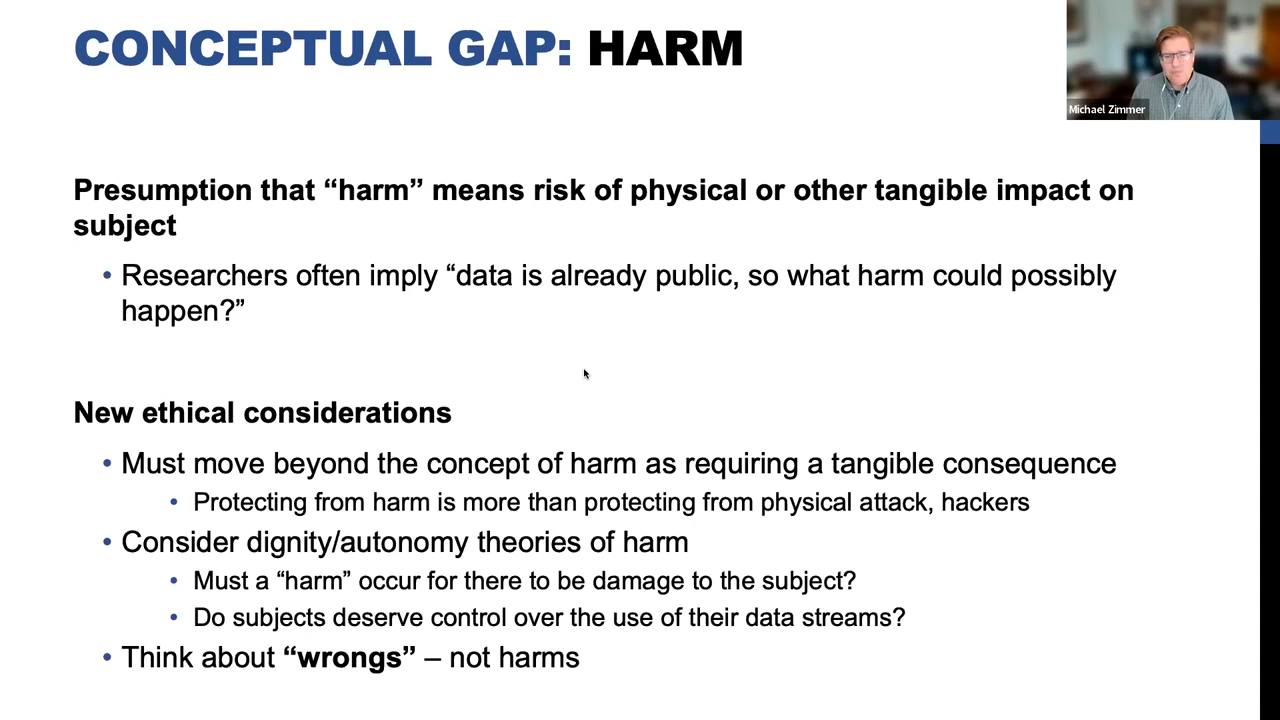 CONCEPTUAL GAP: HARM
Michael Zimmer
Presumption that “harm” means risk of physical or other tangible impact on
subject
• Researchers often imply “data is already public, so what harm could possibly
happen?”
New ethical considerations
• Must move beyond the concept of harm as requiring a tangible consequence
• Protecting from harm is more than protecting from physical attack, hackers
• Consider dignity/autonomy theories of harm
• Must a “harm” occur for there to be damage to the subject?
• Do subjects deserve control over the use of their data streams?
• Think about “wrongs” – not harms